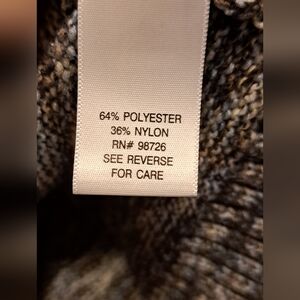 64% POLYESTER
36% NYLON
RN# 98726
SEE REVERSE
FOR CARE